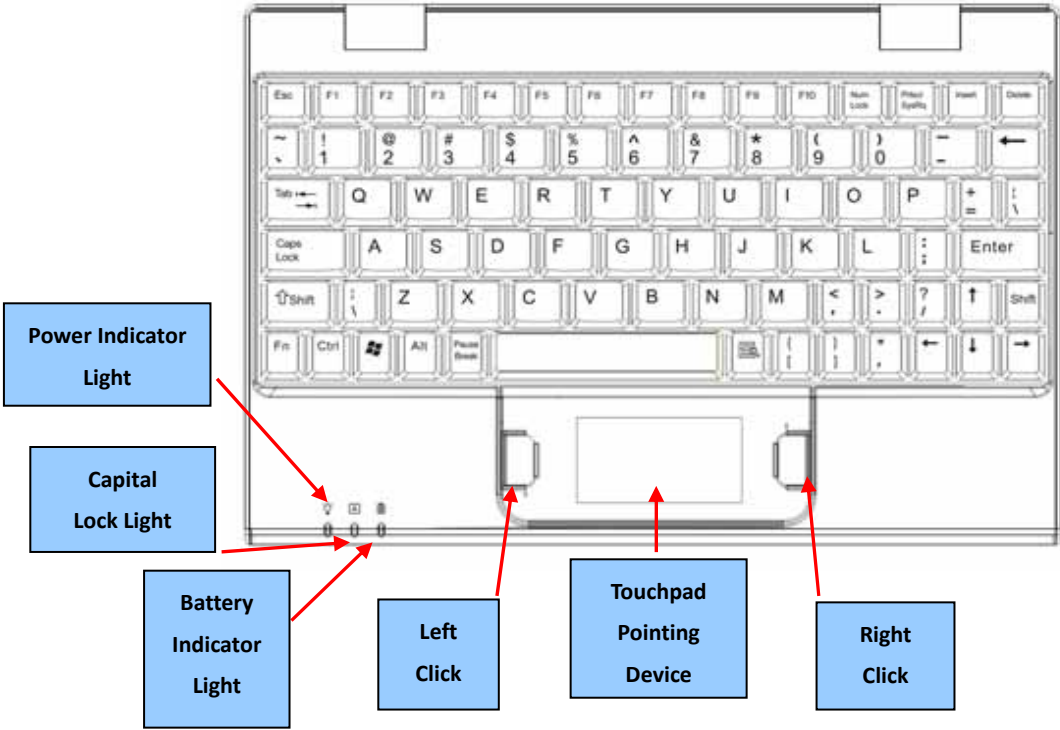 Esc F1 F2 F3 F4 F5 F6 F7 F8 F9 F10 Num Lock PrtScr SysRq Insert Delete
~ ` ! 1 @ 2 # 3 $ 4 % 5 ^ 6 & 7 * 8 ( 9 ) 0 _ - ←
Tab Q W E R T Y U I O P + = | \
Caps Lock A S D F G H J K L : ; Enter
⇧Shift | \ Z X C V B N M < , > . ? / ↑ Shift
Fn Ctrl Alt Pause Break { [ } ] " , ← ↓ →
Power Indicator
Light
Capital
Lock Light
A
Battery
Indicator
Light
Left
Click
Touchpad
Pointing
Device
Right
Click